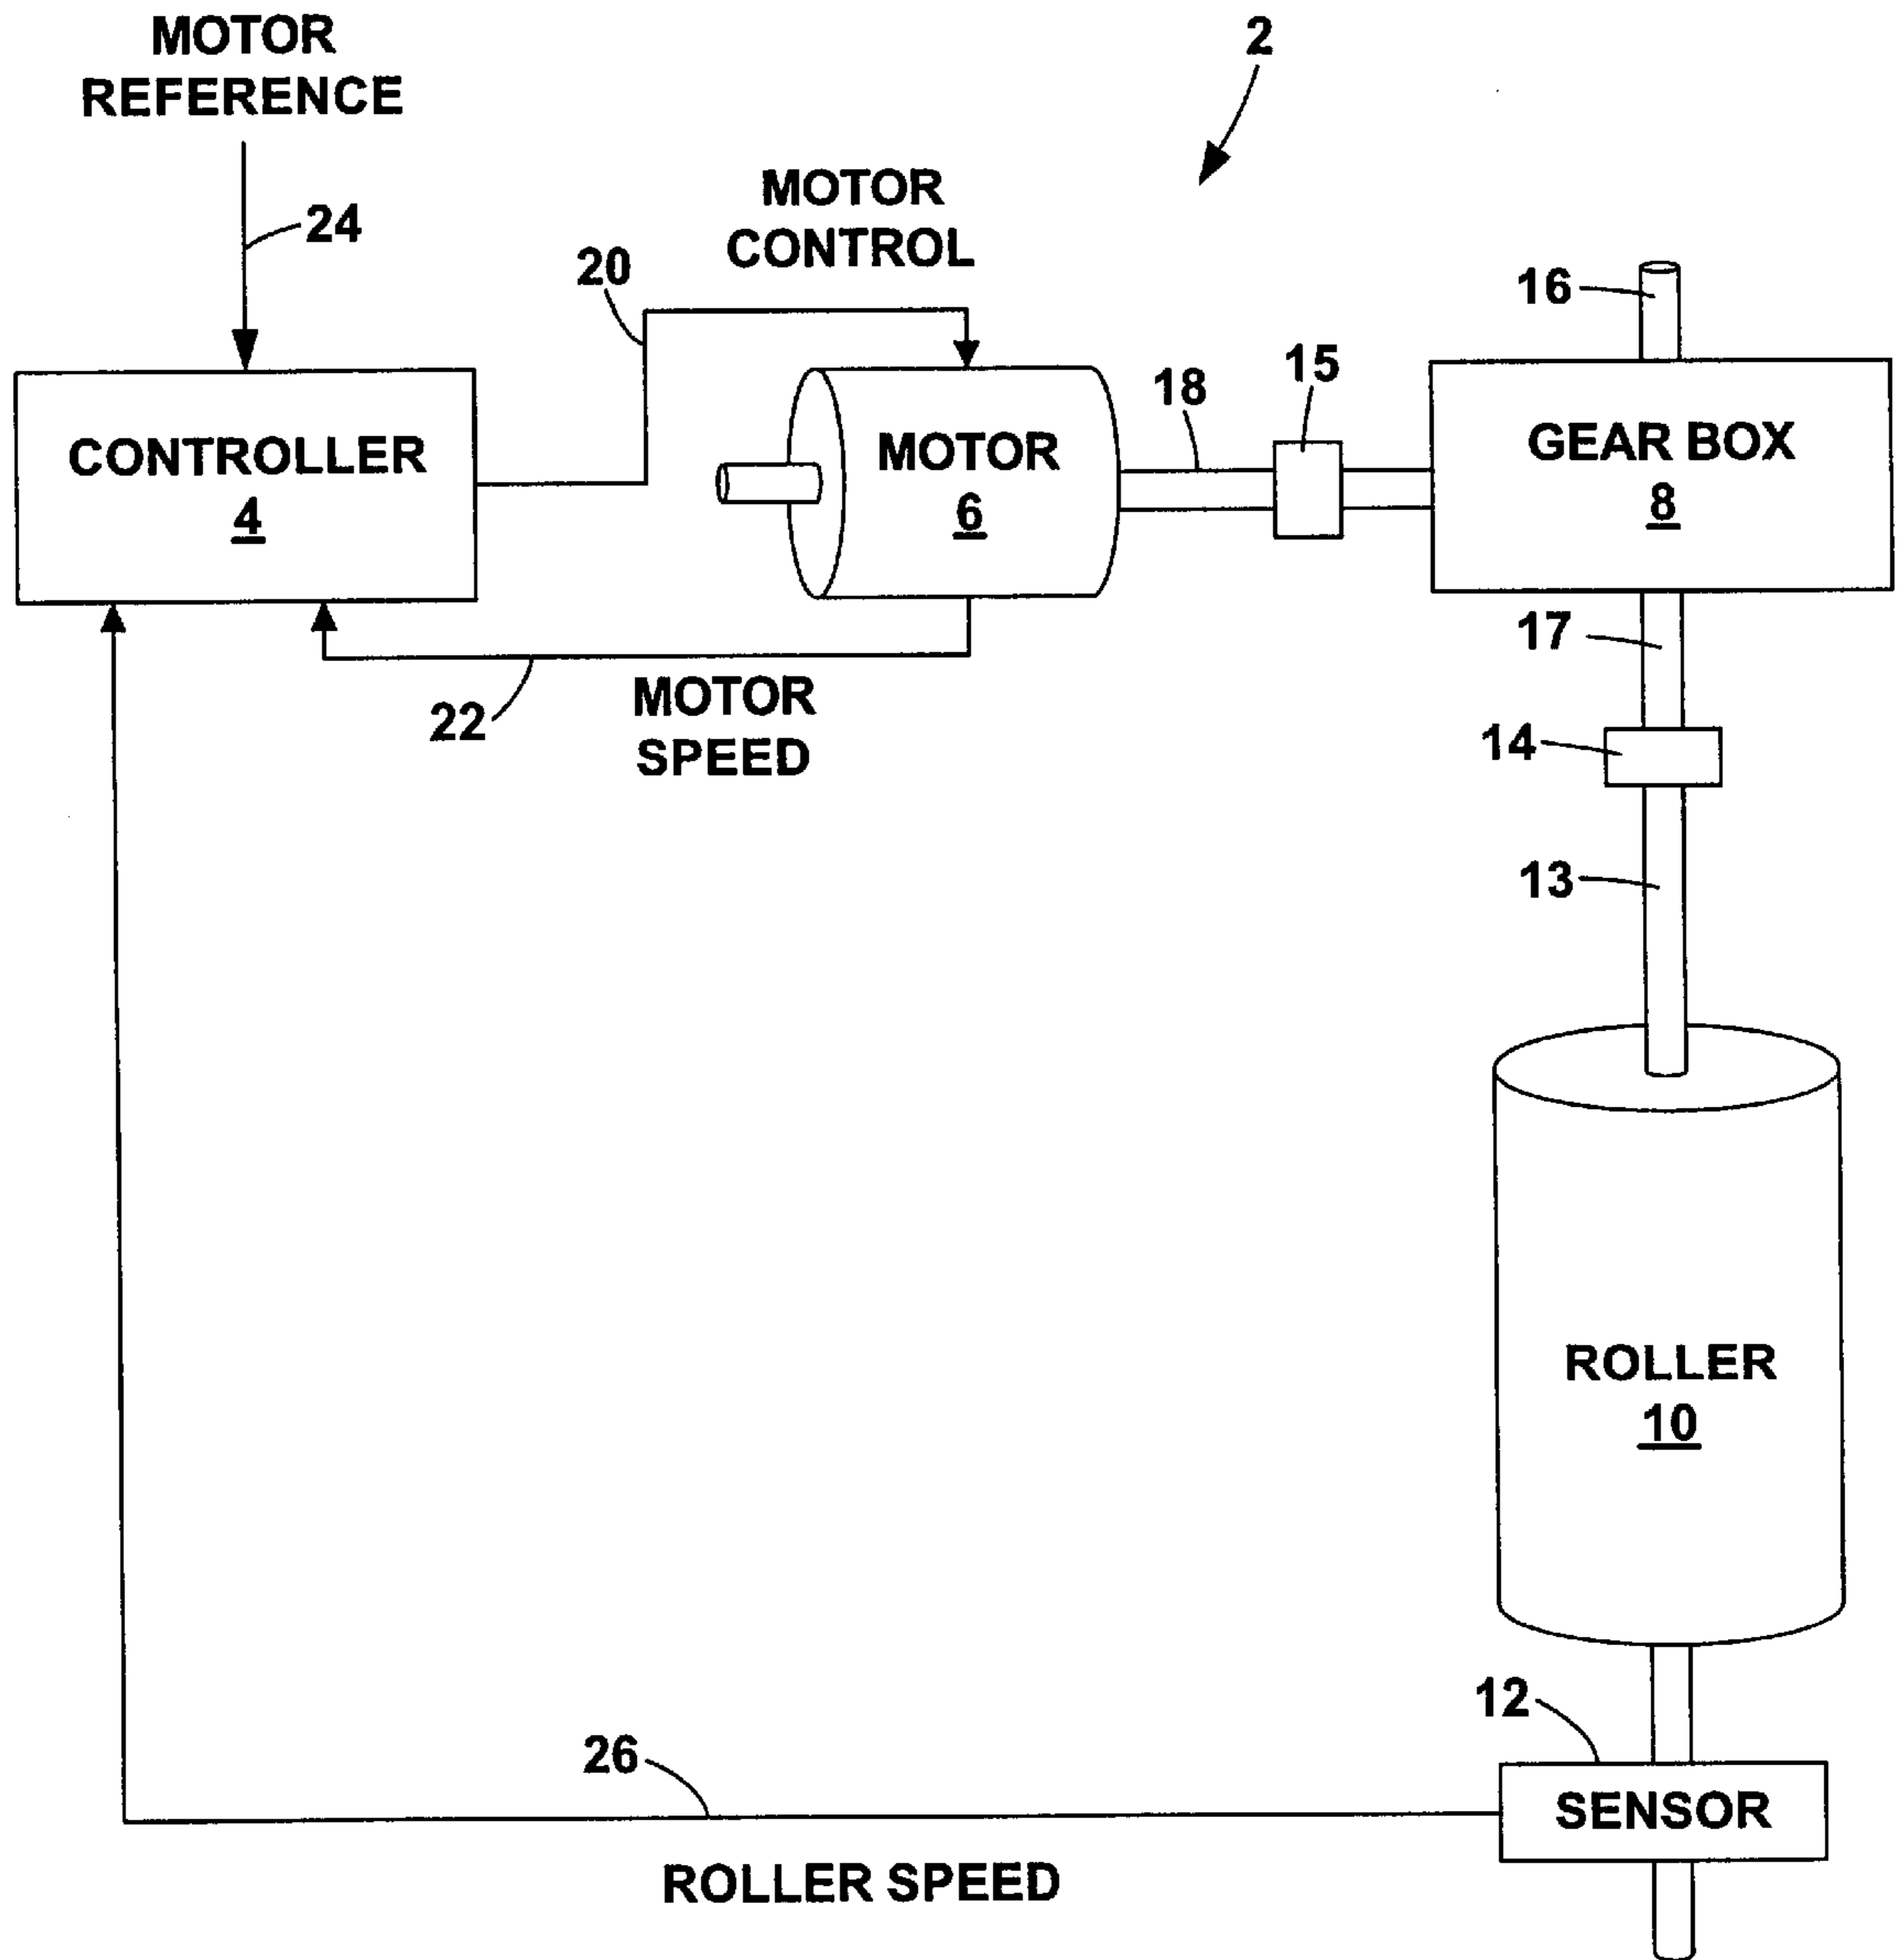 MOTOR
REFERENCE
2
24
MOTOR
CONTROL
20
16
15
18
CONTROLLER
4
MOTOR
6
GEAR BOX
8
17
22
MOTOR
SPEED
14
13
ROLLER
10
12
26
SENSOR
ROLLER SPEED